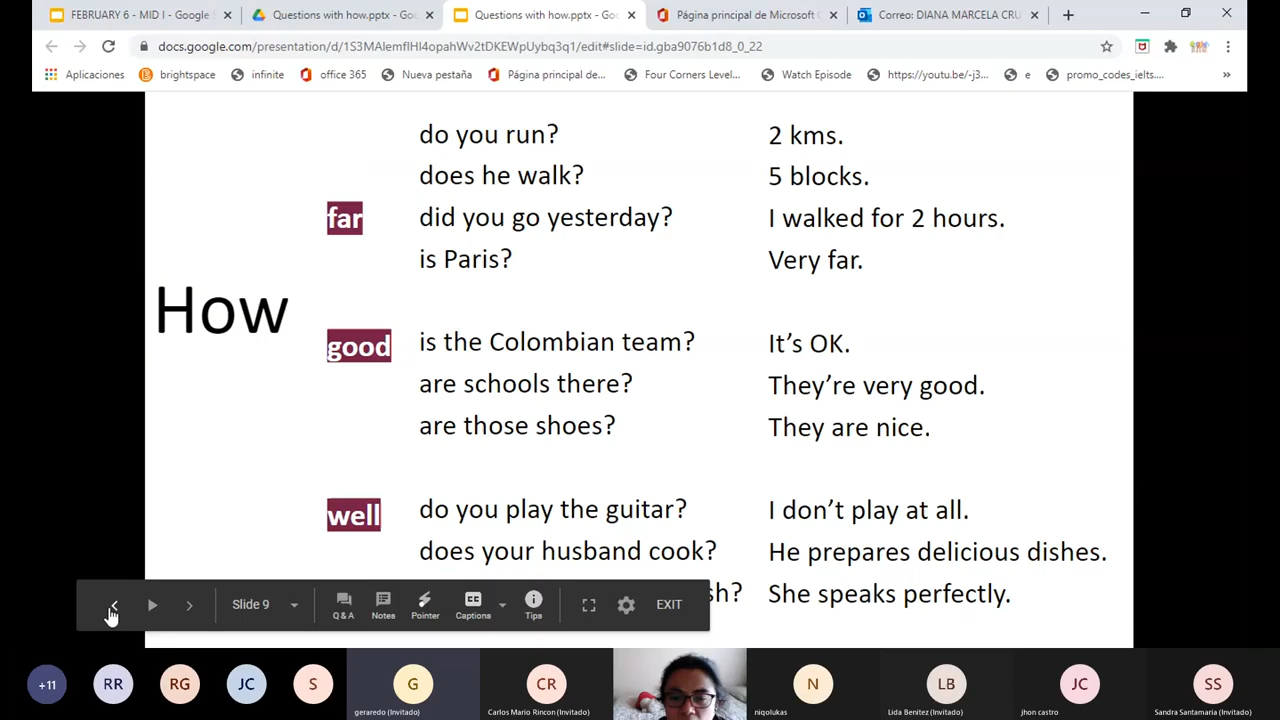 FEBRUARY 6 - MID I - Google S
Questions with how.pptx - Goo
Questions with how.pptx - Goo
Página principal de Microsoft O
Correo: DIANA MARCELA CRU
docs.google.com/presentation/d/1S3MAlemflHI4opahWv2tDKEWpUybq3q1/edit#slide=id.gba9076b1d8_0_22
Aplicaciones
brightspace
infinite
office 365
Nueva pestaña
Página principal de...
Four Corners Level...
Watch Episode
https://youtu.be/-j3...
e
promo_codes_ielts....
»
do you run? 2 kms.
does he walk? 5 blocks.
far did you go yesterday? I walked for 2 hours.
is Paris? Very far.
How
good is the Colombian team? It’s OK.
are schools there? They’re very good.
are those shoes? They are nice.
well do you play the guitar? I don’t play at all.
does your husband cook? He prepares delicious dishes.
sh? She speaks perfectly.
Slide 9
Q & A
Notes
Pointer
CC
Captions
Tips
EXIT
+11
RR
RG
JC
S
G
geraredo (Invitado)
CR
Carlos Mario Rincon (Invitado)
N
niqolukas
LB
Lida Benitez (Invitado)
JC
jhon castro
SS
Sandra Santamaria (Invitado)